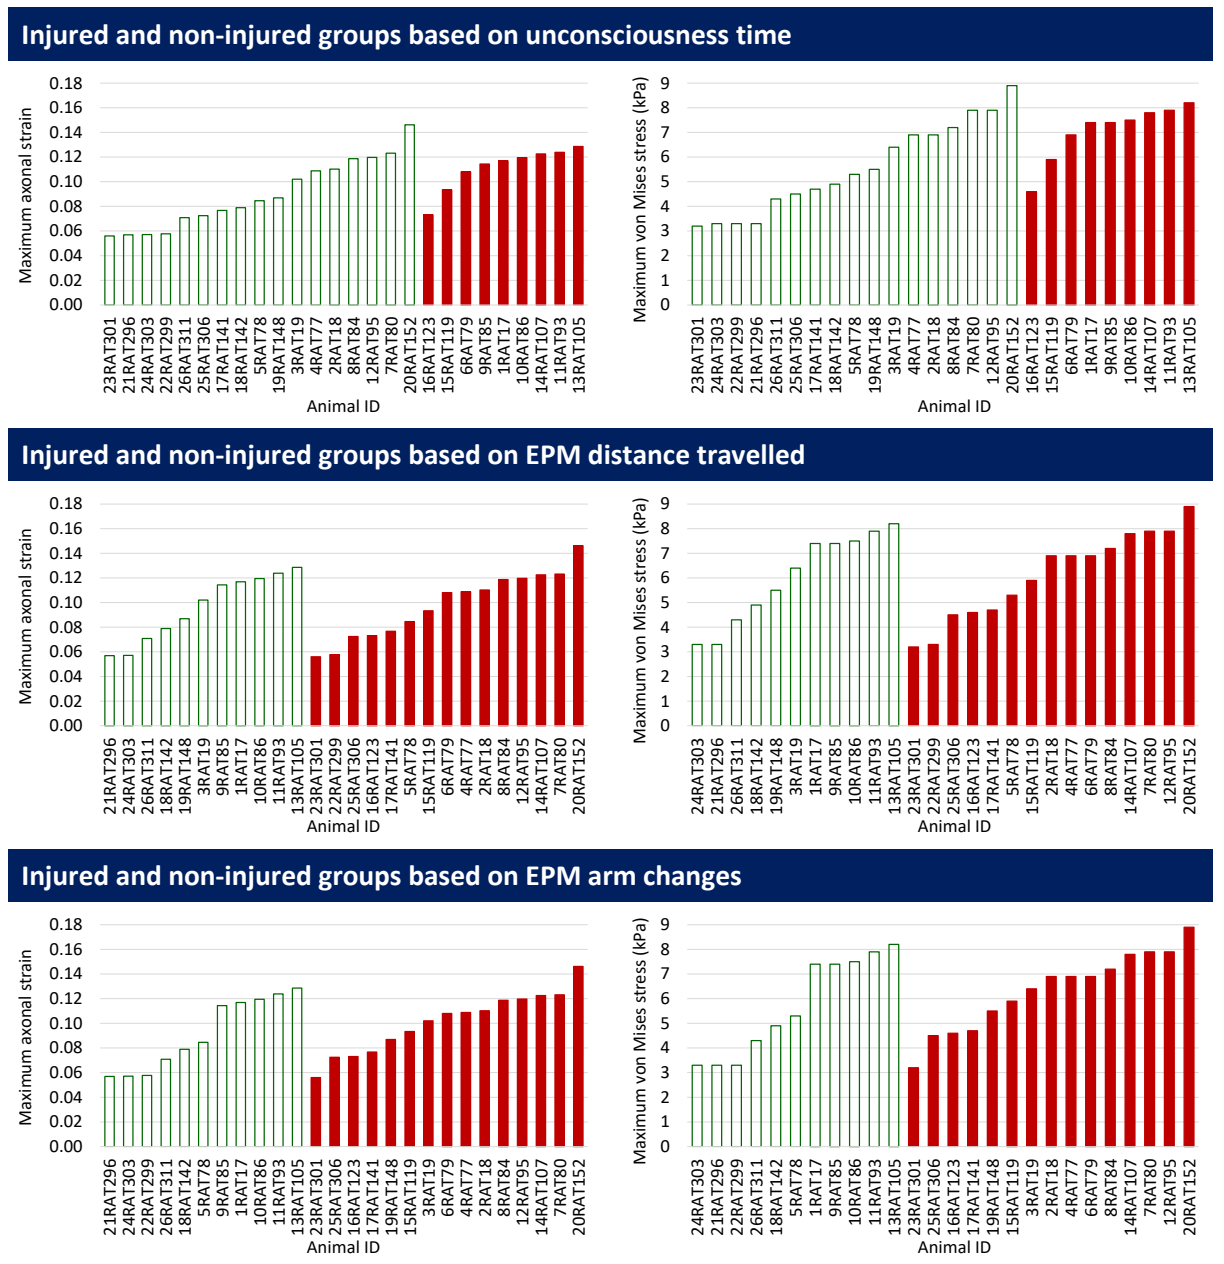 Injured and non-injured groups based on unconsciousness time
Maximum axonal strain
0.18
0.16
0.14
0.12
0.10
0.08
0.06
0.04
0.02
0.00
23RAT301
21RAT296
24RAT303
22RAT299
26RAT311
25RAT306
17RAT141
18RAT142
5RAT78
19RAT148
3RAT19
4RAT77
2RAT18
8RAT84
12RAT95
7RAT80
20RAT152
16RAT123
15RAT119
6RAT79
9RAT85
1RAT17
10RAT86
14RAT107
11RAT93
13RAT105
Animal ID
Maximum von Mises stress (kPa)
9
8
7
6
5
4
3
2
1
0
23RAT301
24RAT303
22RAT299
21RAT296
26RAT311
25RAT306
17RAT141
18RAT142
5RAT78
19RAT148
3RAT19
4RAT77
2RAT18
8RAT84
7RAT80
12RAT95
20RAT152
16RAT123
15RAT119
6RAT79
1RAT17
9RAT85
10RAT86
14RAT107
11RAT93
13RAT105
Animal ID
Injured and non-injured groups based on EPM distance travelled
Maximum axonal strain
0.18
0.16
0.14
0.12
0.10
0.08
0.06
0.04
0.02
0.00
21RAT296
24RAT303
26RAT311
18RAT142
19RAT148
3RAT19
9RAT85
1RAT17
10RAT86
11RAT93
13RAT105
23RAT301
22RAT299
25RAT306
16RAT123
17RAT141
5RAT78
15RAT119
6RAT79
4RAT77
2RAT18
8RAT84
12RAT95
14RAT107
7RAT80
20RAT152
Animal ID
Maximum von Mises stress (kPa)
9
8
7
6
5
4
3
2
1
0
24RAT303
21RAT296
26RAT311
18RAT142
19RAT148
3RAT19
1RAT17
9RAT85
10RAT86
11RAT93
13RAT105
23RAT301
22RAT299
25RAT306
16RAT123
17RAT141
5RAT78
15RAT119
2RAT18
4RAT77
6RAT79
8RAT84
14RAT107
7RAT80
12RAT95
20RAT152
Animal ID
Injured and non-injured groups based on EPM arm changes
Maximum axonal strain
0.18
0.16
0.14
0.12
0.10
0.08
0.06
0.04
0.02
0.00
21RAT296
24RAT303
22RAT299
26RAT311
18RAT142
5RAT78
9RAT85
1RAT17
10RAT86
11RAT93
13RAT105
23RAT301
25RAT306
16RAT123
17RAT141
19RAT148
15RAT119
3RAT19
6RAT79
4RAT77
2RAT18
8RAT84
12RAT95
14RAT107
7RAT80
20RAT152
Animal ID
Maximum von Mises stress (kPa)
9
8
7
6
5
4
3
2
1
0
24RAT303
21RAT296
22RAT299
26RAT311
18RAT142
5RAT78
1RAT17
9RAT85
10RAT86
11RAT93
13RAT105
23RAT301
25RAT306
16RAT123
17RAT141
19RAT148
15RAT119
3RAT19
2RAT18
4RAT77
6RAT79
8RAT84
14RAT107
7RAT80
12RAT95
20RAT152
Animal ID